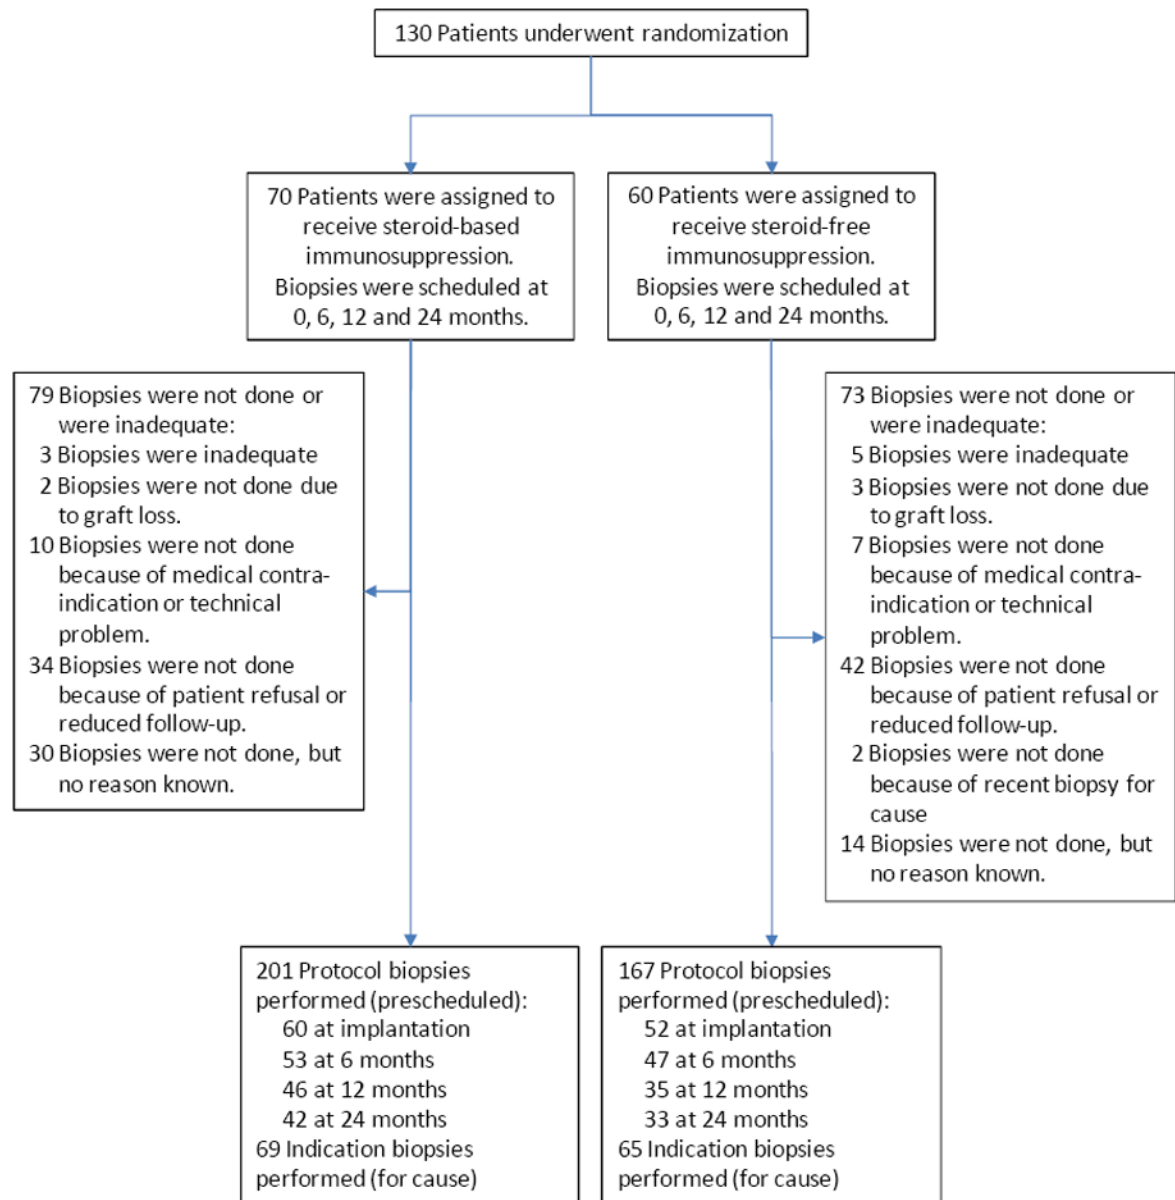 130 Patients underwent randomization
70 Patients were assigned to
receive steroid-based
immunosuppression.
Biopsies were scheduled at
0, 6, 12 and 24 months.
60 Patients were assigned to
receive steroid-free
immunosuppression.
Biopsies were scheduled at
0, 6, 12 and 24 months.
79 Biopsies were not done or
were inadequate:
3 Biopsies were inadequate
2 Biopsies were not done due
to graft loss.
10 Biopsies were not done
because of medical contra-
indication or technical
problem.
34 Biopsies were not done
because of patient refusal or
reduced follow-up.
30 Biopsies were not done, but
no reason known.
73 Biopsies were not done or
were inadequate:
5 Biopsies were inadequate
3 Biopsies were not done due
to graft loss.
7 Biopsies were not done
because of medical contra-
indication or technical
problem.
42 Biopsies were not done
because of patient refusal or
reduced follow-up.
2 Biopsies were not done
because of recent biopsy for
cause
14 Biopsies were not done, but
no reason known.
201 Protocol biopsies
performed (prescheduled):
60 at implantation
53 at 6 months
46 at 12 months
42 at 24 months
69 Indication biopsies
performed (for cause)
167 Protocol biopsies
performed (prescheduled):
52 at implantation
47 at 6 months
35 at 12 months
33 at 24 months
65 Indication biopsies
performed (for cause)